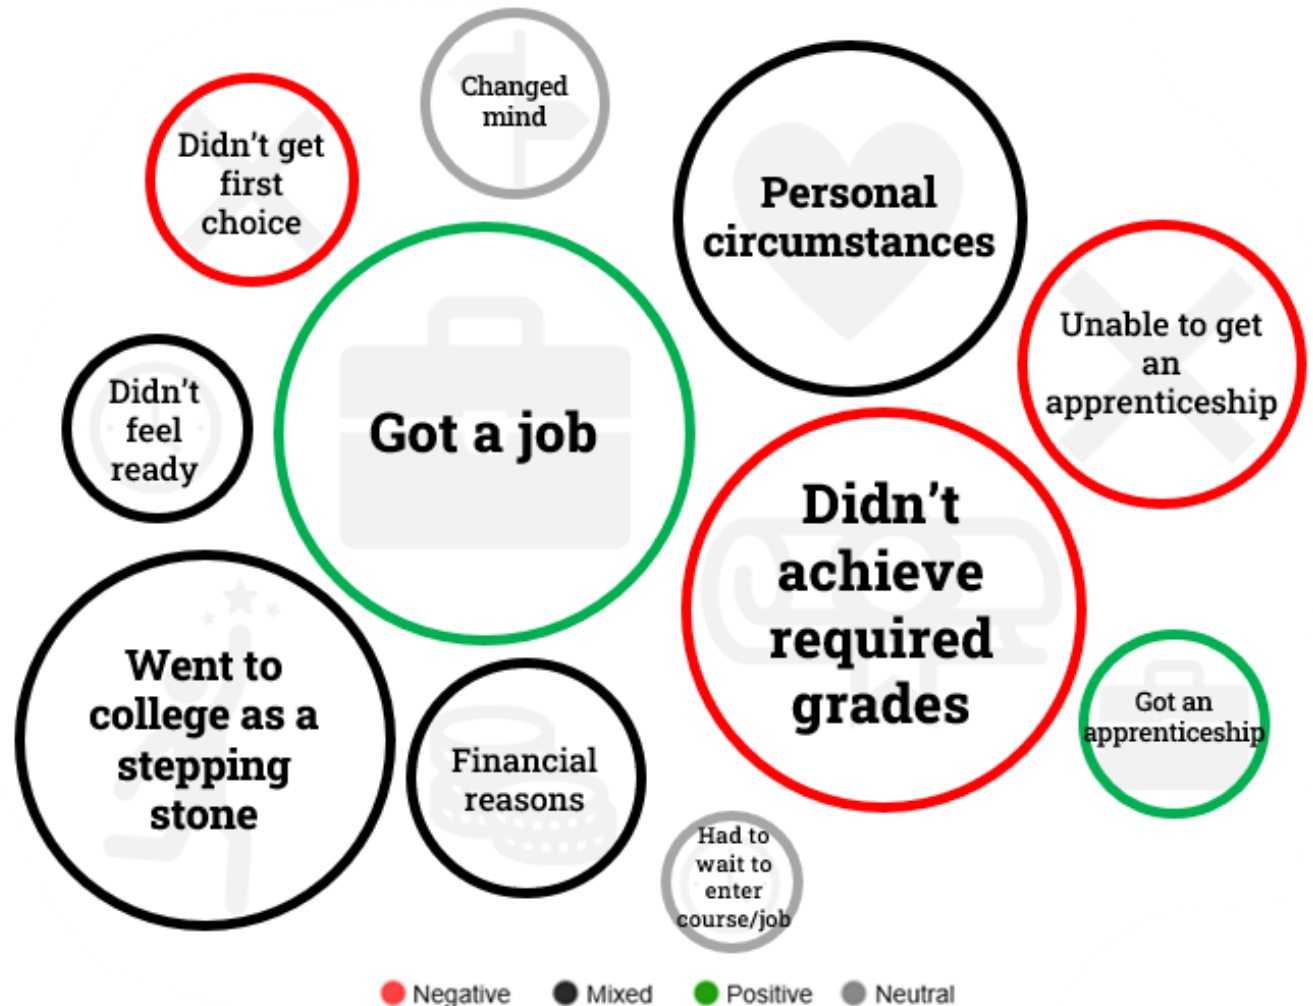 Changed
mind
Didn't get
first
choice
Personal
circumstances
Unable to get
an
apprenticeship
Didn't
feel
ready
Got a job
Didn't
achieve
required
grades
Went to
college as a
stepping
stone
Financial
reasons
Got an
apprenticeship
Had to
wait to
enter
course/job
Negative Mixed Positive Neutral